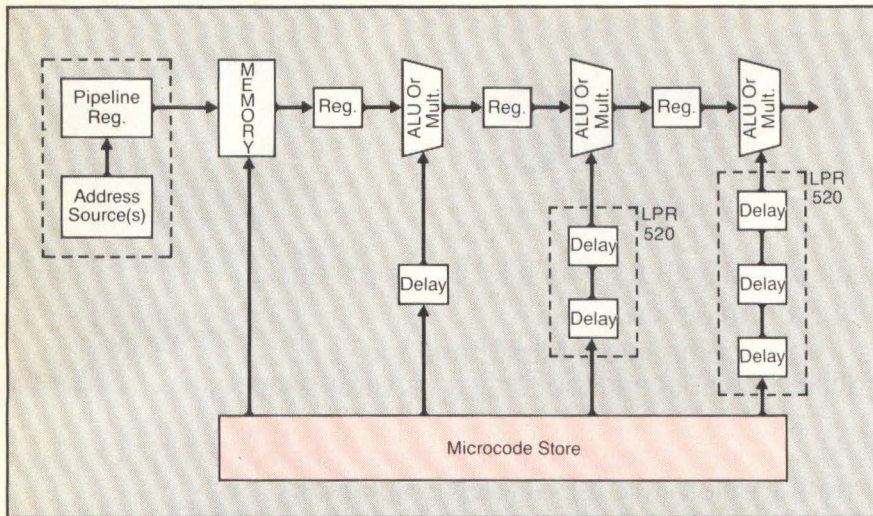 Pipeline
Reg.
Address
Source(s)
MEMORY
Reg.
ALU Or
Mult.
Reg.
ALU Or
Mult.
Reg.
ALU Or
Mult.
Delay
LPR
520
Delay
Delay
LPR
520
Delay
Delay
Delay
Microcode Store